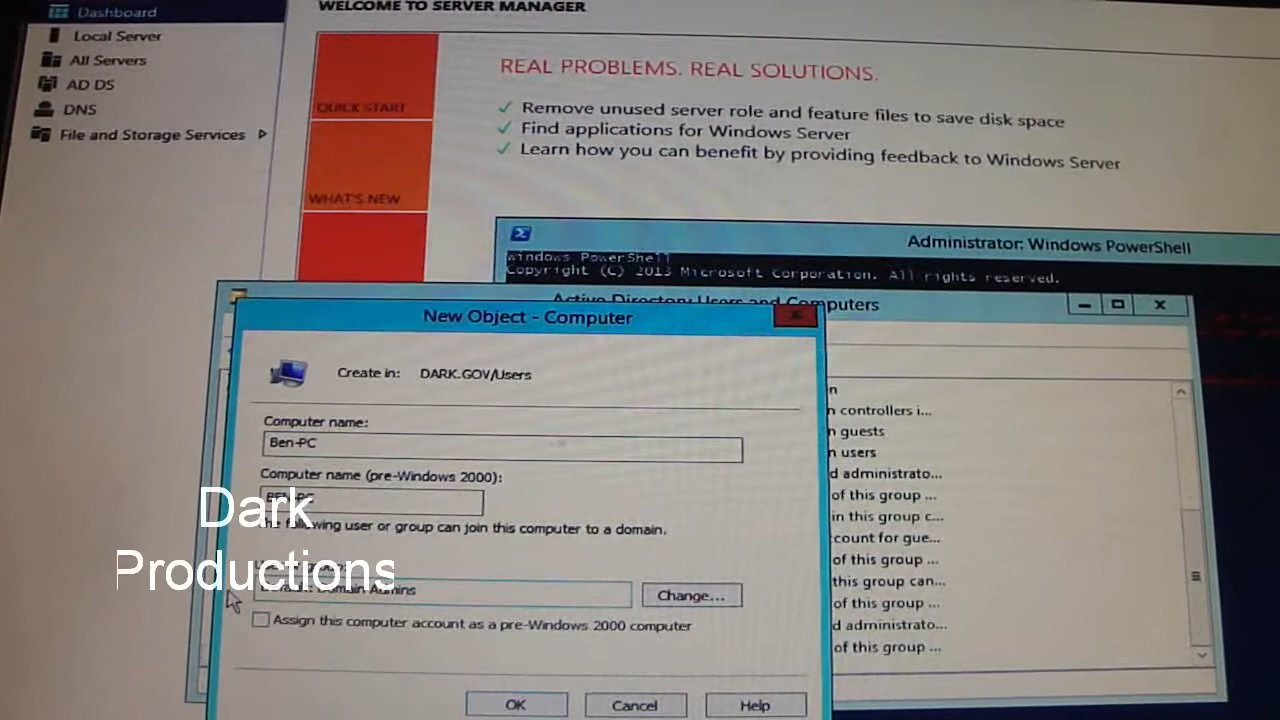 Dashboard
Local Server
All Servers
AD DS
DNS
File and Storage Services
WELCOME TO SERVER MANAGER
QUICK START
WHAT'S NEW
REAL PROBLEMS. REAL SOLUTIONS.
Remove unused server role and feature files to save disk space
Find applications for Windows Server
Learn how you can benefit by providing feedback to Windows Server
Administrator: Windows PowerShell
Windows PowerShell
Copyright (C) 2013 Microsoft Corporation. All rights reserved.
Active Directory Users and Computers
New Object - Computer
Create in: DARK.GOV/Users
Computer name:
Ben-PC
Computer name (pre-Windows 2000):
BEN-PC
The following user or group can join this computer to a domain.
Default: Domain Admins
Change...
Assign this computer account as a pre-Windows 2000 computer
OK
Cancel
Help
n
n controllers i...
n guests
n users
d administrato...
of this group ...
in this group c...
count for gue...
of this group ...
this group can...
of this group ...
d administrato...
of this group ...
Dark
Productions